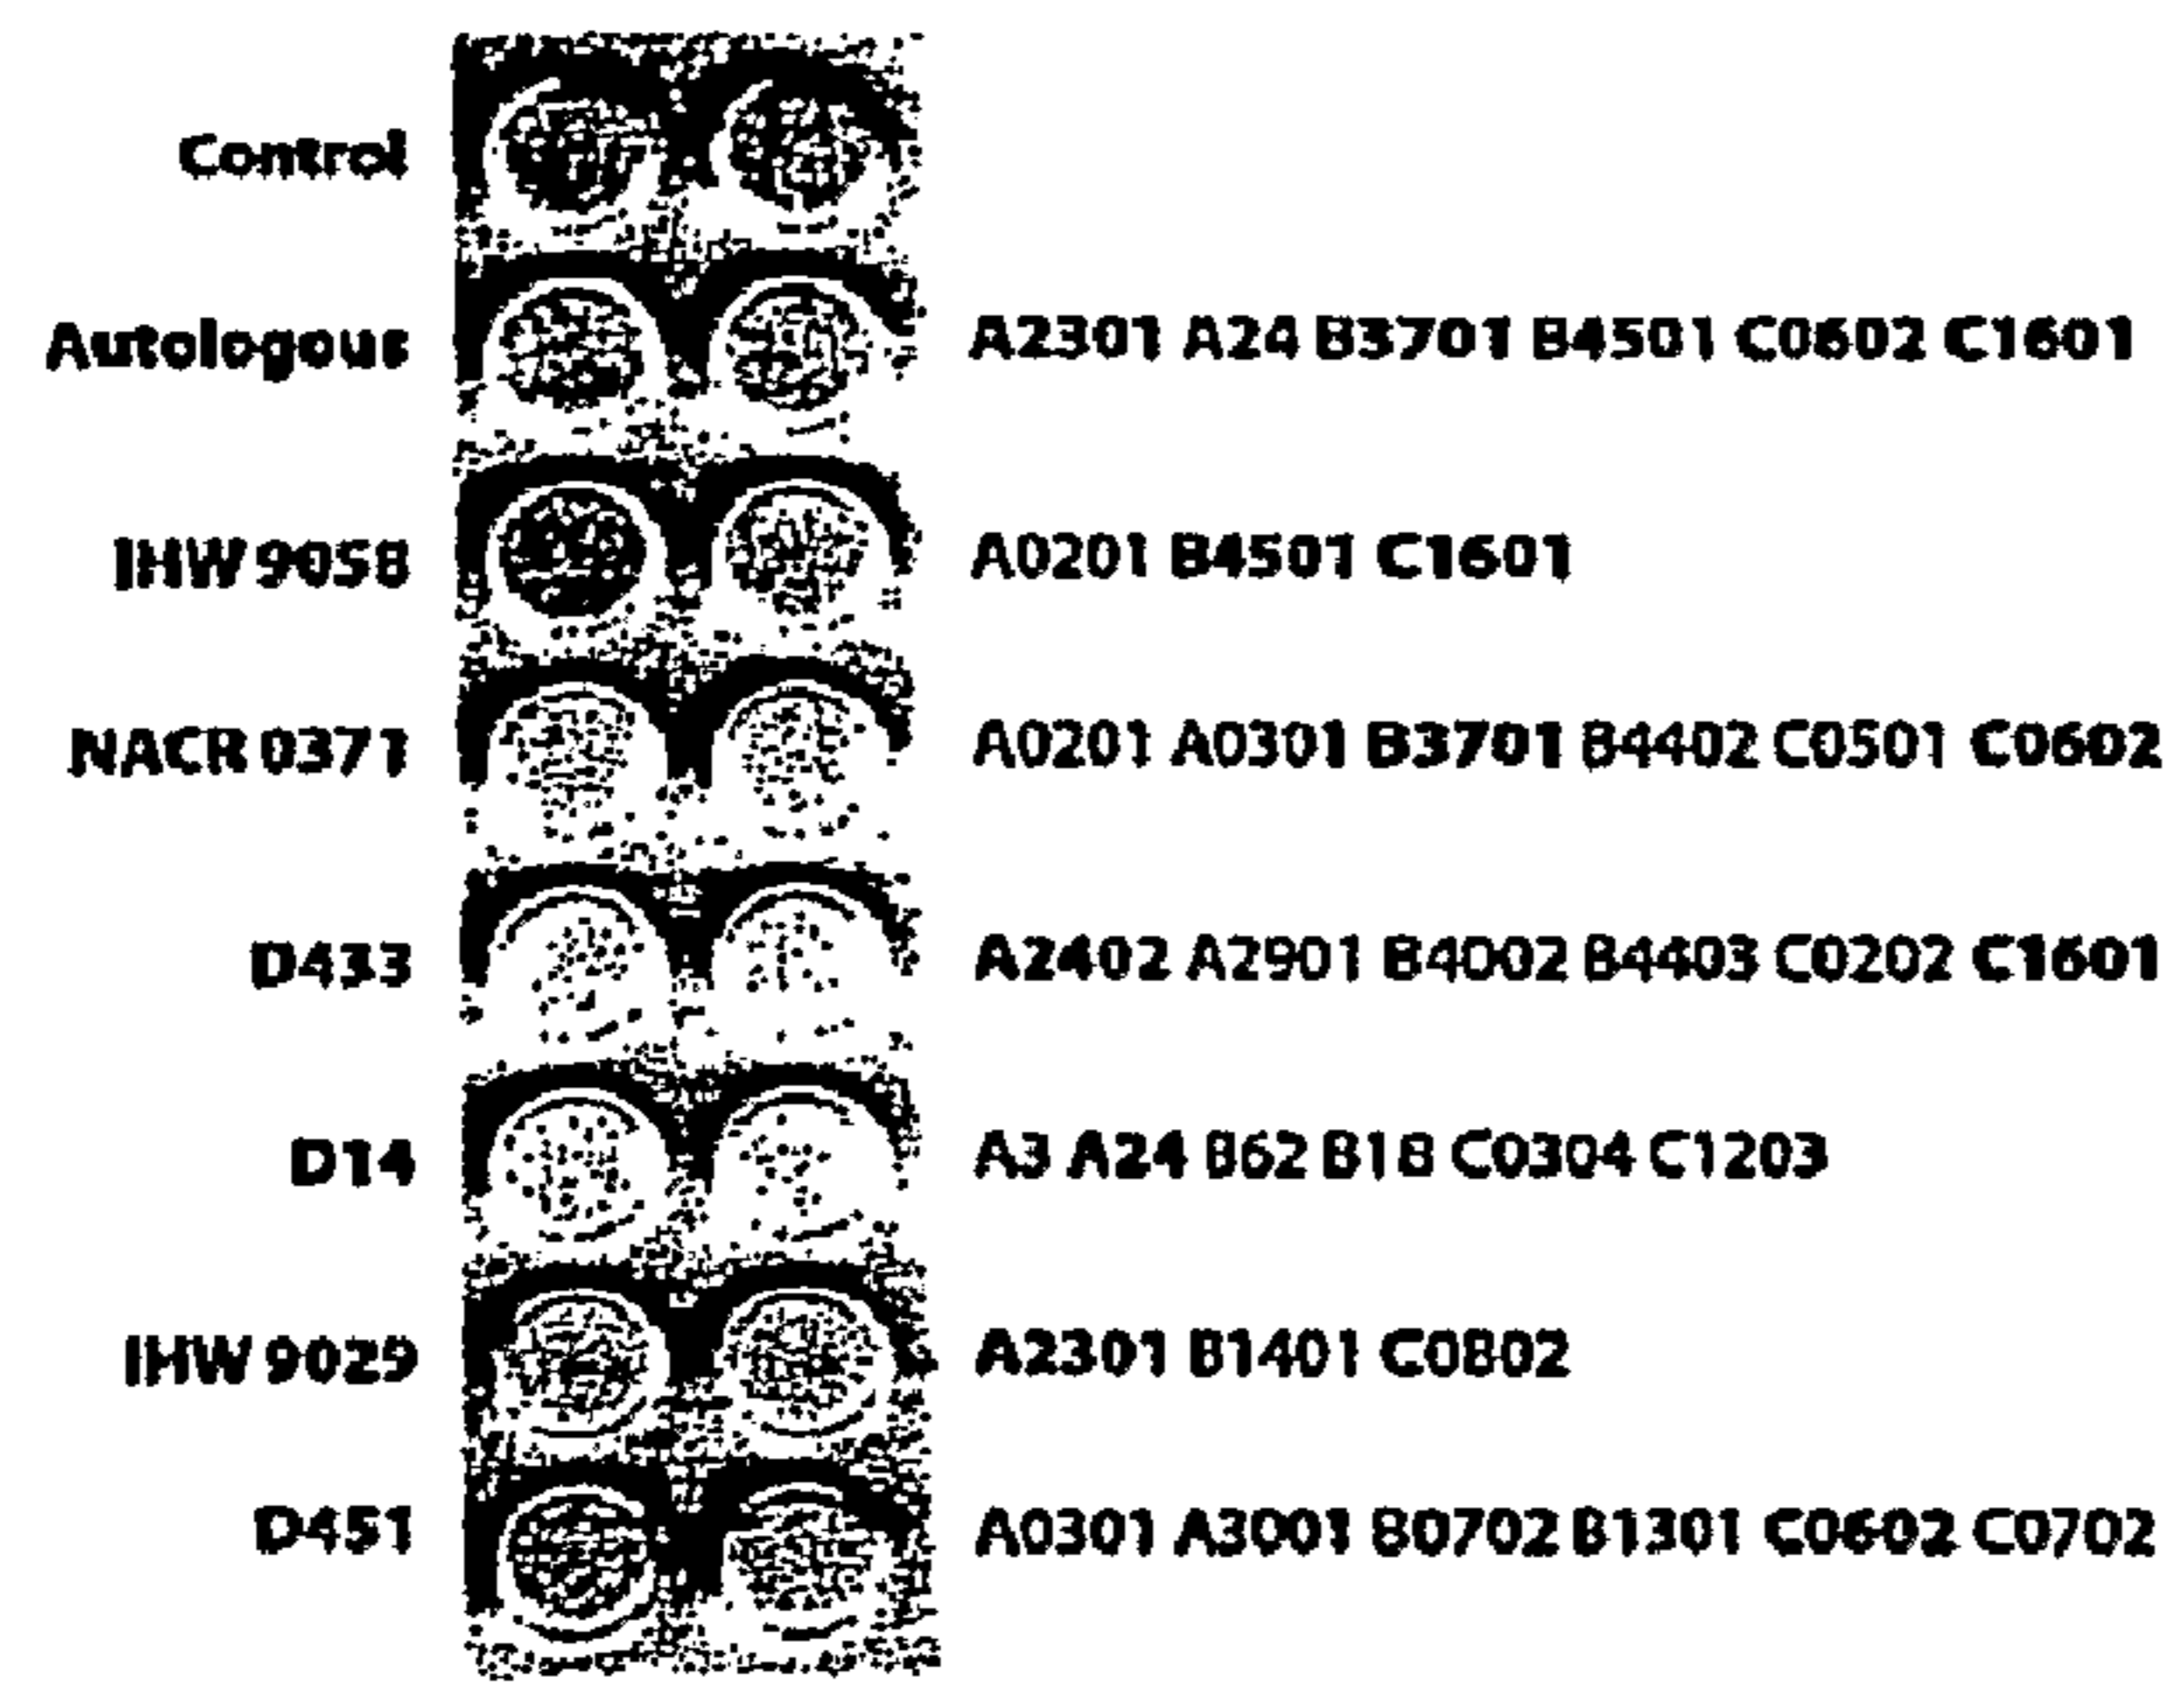 Control
Autologous A2301 A24 B3701 B4501 C0602 C1601
IHW 9058 A0201 B4501 C1601
NACR 0371 A0201 A0301 B3701 B4402 C0501 C0602
D433 A2402 A2901 B4002 B4403 C0202 C1601
D14 A3 A24 B62 B18 C0304 C1203
IHW 9029 A2301 B1401 C0802
D451 A0301 A3001 B0702 B1301 C0602 C0702